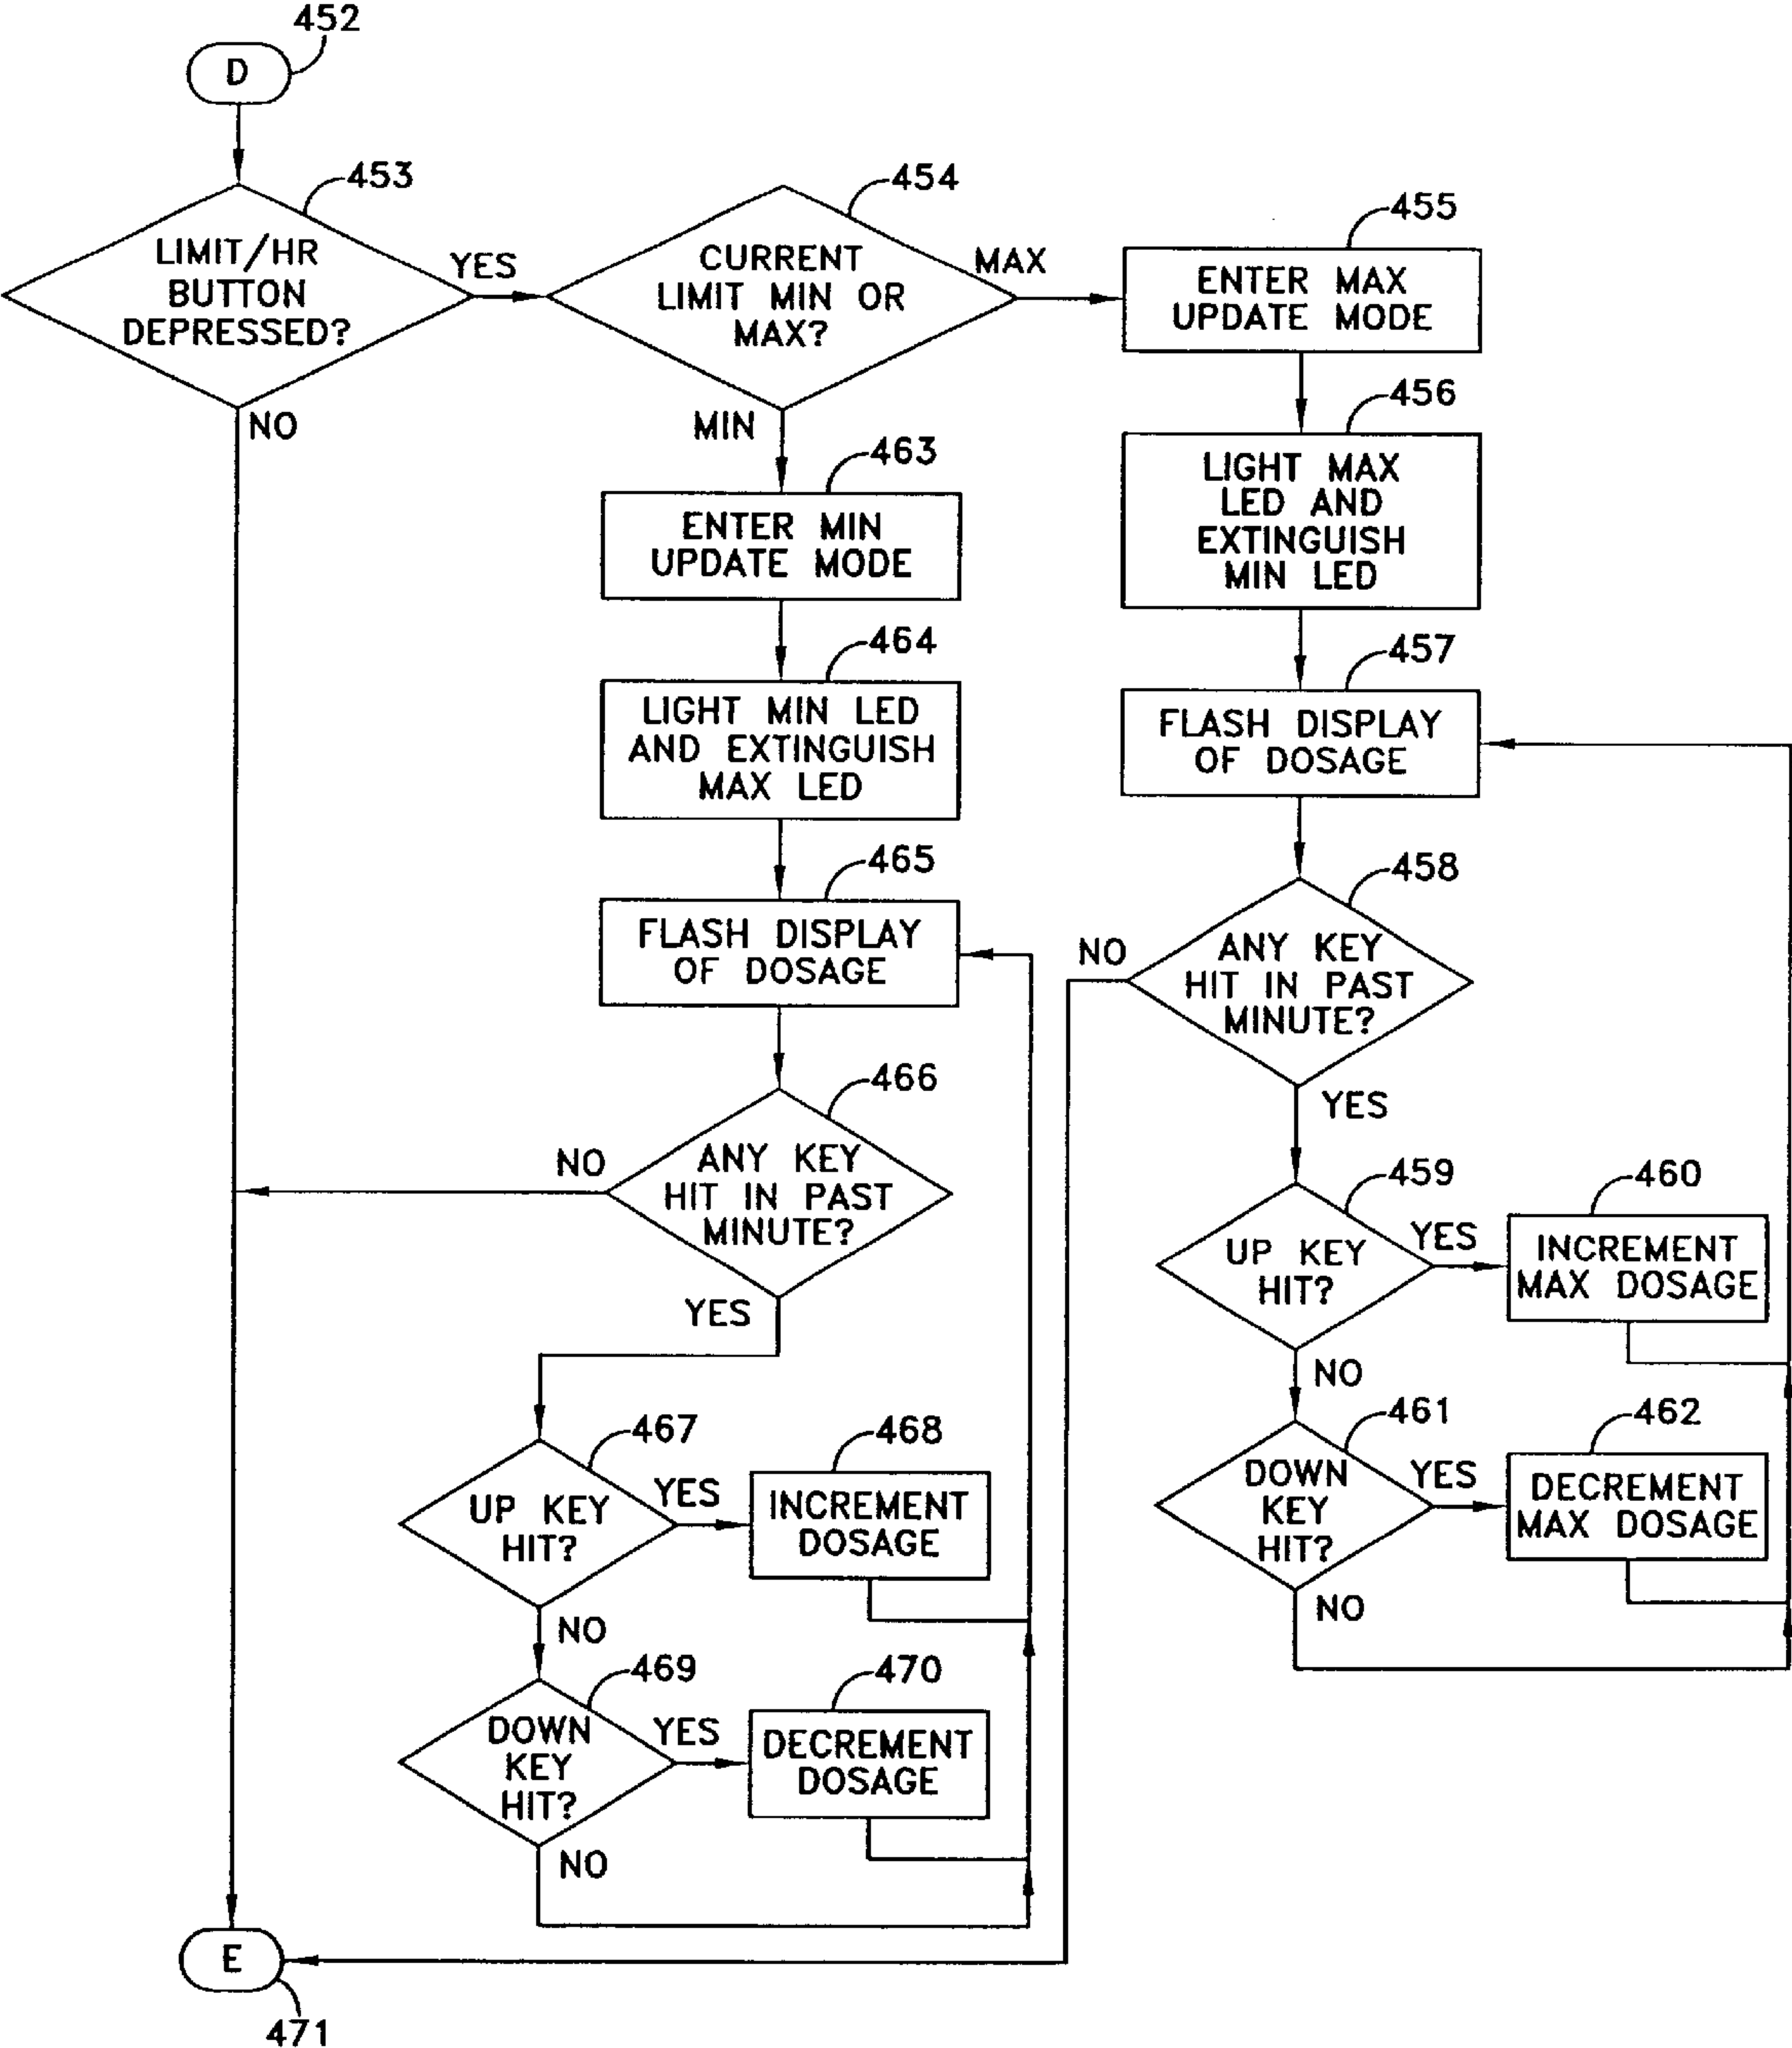 452
D
453
LIMIT/HR
BUTTON
DEPRESSED?
YES
NO
454
CURRENT
LIMIT MIN OR
MAX?
MAX
MIN
455
ENTER MAX
UPDATE MODE
456
LIGHT MAX
LED AND
EXTINGUISH
MIN LED
457
FLASH DISPLAY
OF DOSAGE
458
ANY KEY
HIT IN PAST
MINUTE?
NO
YES
459
UP KEY
HIT?
YES
NO
460
INCREMENT
MAX DOSAGE
461
DOWN
KEY
HIT?
YES
NO
462
DECREMENT
MAX DOSAGE
463
ENTER MIN
UPDATE MODE
464
LIGHT MIN LED
AND EXTINGUISH
MAX LED
465
FLASH DISPLAY
OF DOSAGE
466
ANY KEY
HIT IN PAST
MINUTE?
NO
YES
467
UP KEY
HIT?
YES
NO
468
INCREMENT
DOSAGE
469
DOWN
KEY
HIT?
YES
NO
470
DECREMENT
DOSAGE
E
471